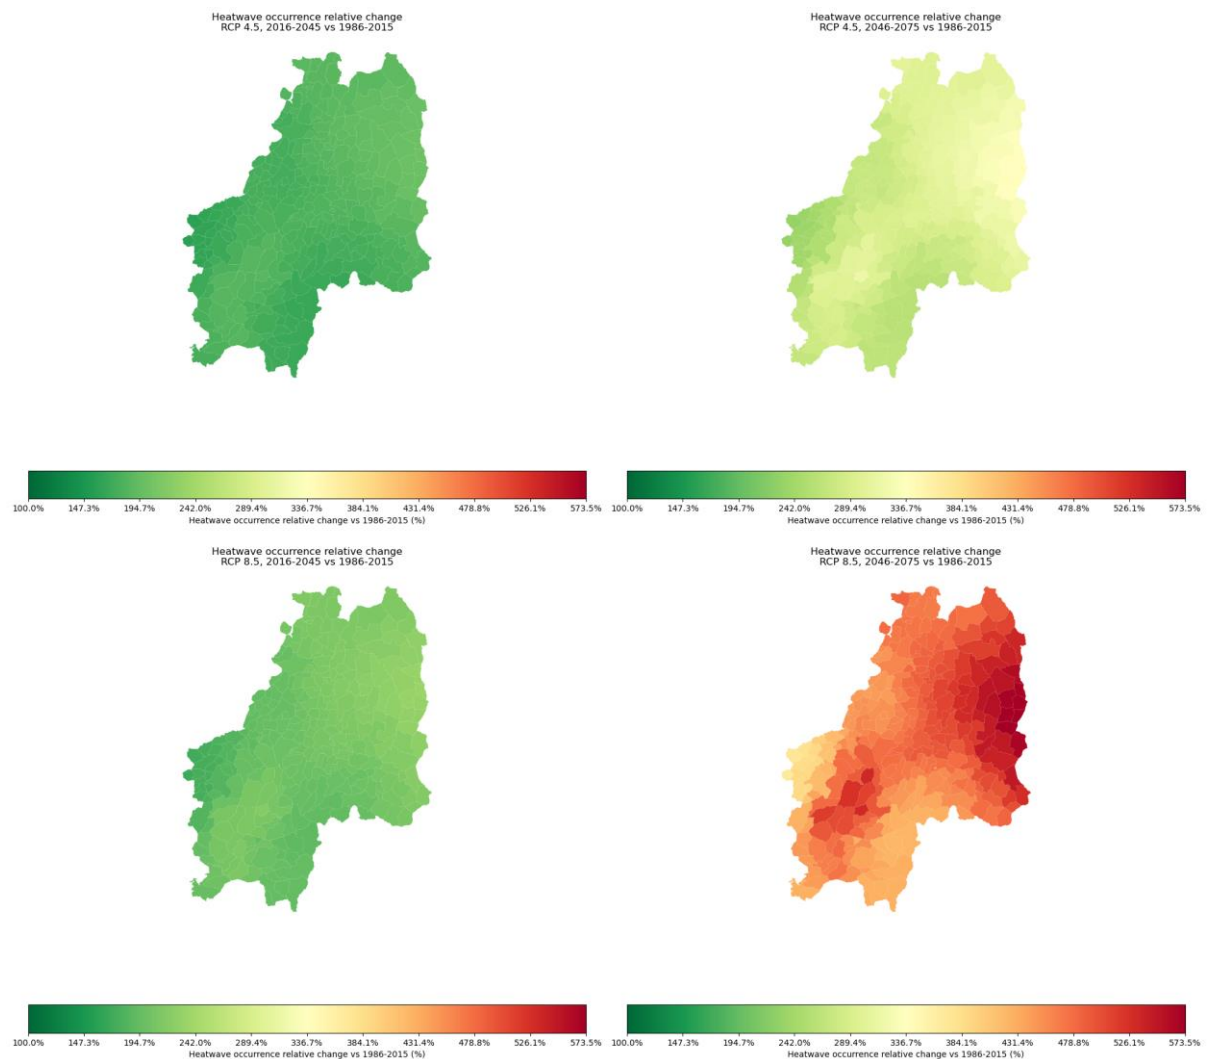 Heatwave occurrence relative change
RCP 4.5, 2016-2045 vs 1986-2015
Heatwave occurrence relative change
RCP 4.5, 2046-2075 vs 1986-2015
100.0% 147.3% 194.7% 242.0% 289.4% 336.7% 384.1% 431.4% 478.8% 526.1% 573.5%
Heatwave occurrence relative change vs 1986-2015 (%)
100.0% 147.3% 194.7% 242.0% 289.4% 336.7% 384.1% 431.4% 478.8% 526.1% 573.5%
Heatwave occurrence relative change vs 1986-2015 (%)
Heatwave occurrence relative change
RCP 8.5, 2016-2045 vs 1986-2015
Heatwave occurrence relative change
RCP 8.5, 2046-2075 vs 1986-2015
100.0% 147.3% 194.7% 242.0% 289.4% 336.7% 384.1% 431.4% 478.8% 526.1% 573.5%
Heatwave occurrence relative change vs 1986-2015 (%)
100.0% 147.3% 194.7% 242.0% 289.4% 336.7% 384.1% 431.4% 478.8% 526.1% 573.5%
Heatwave occurrence relative change vs 1986-2015 (%)